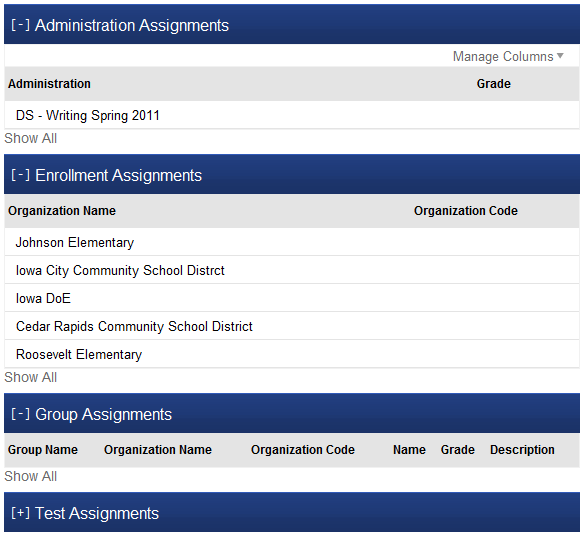 [-] Administration Assignments
Manage Columns
Administration Grade
DS - Writing Spring 2011
Show All
[-] Enrollment Assignments
Organization Name Organization Code
Johnson Elementary
Iowa City Community School Distrct
Iowa DoE
Cedar Rapids Community School District
Roosevelt Elementary
Show All
[-] Group Assignments
Group Name Organization Name Organization Code Name Grade Description
Show All
[+] Test Assignments